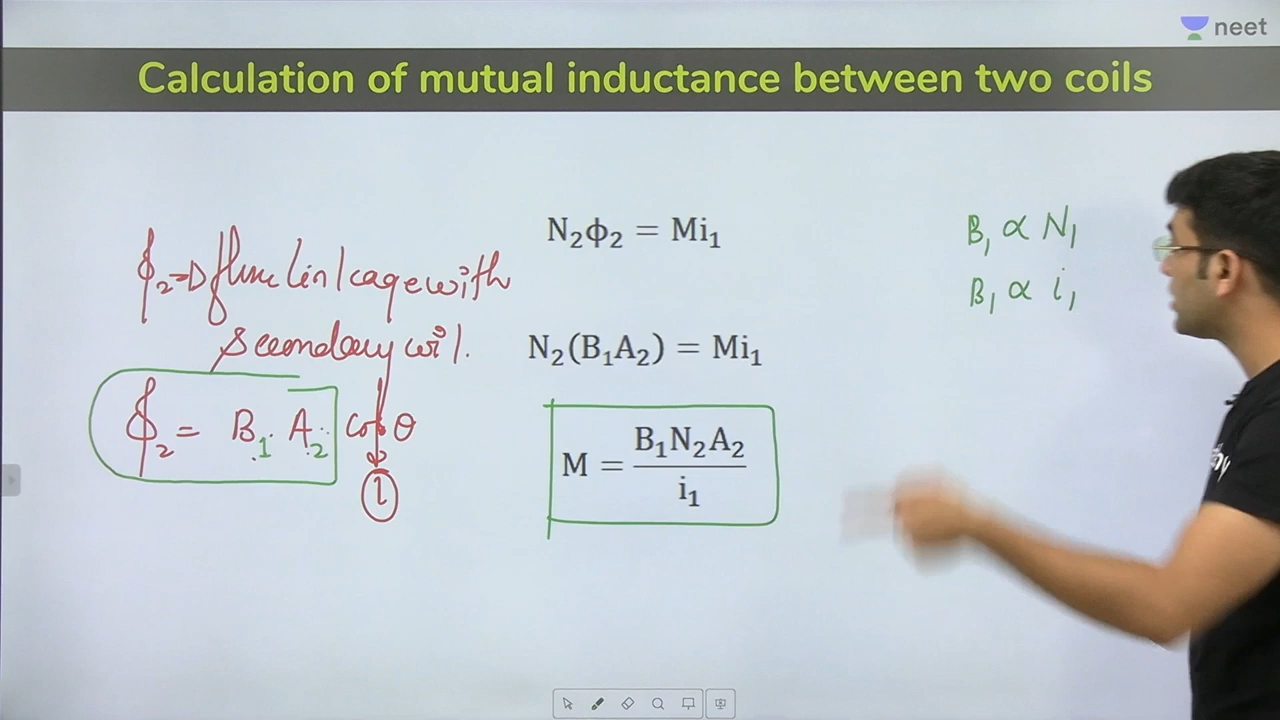 neet
Calculation of mutual inductance between two coils
N₂ϕ₂ = Mi₁
B₁ ∝ N₁
B₁ ∝ i₁
ϕ₂ ⇒ flux linkage with
secondary coil.
N₂(B₁A₂) = Mi₁
ϕ₂ = B₁ A₂ cos θ
1
M = B₁N₂A₂ / i₁